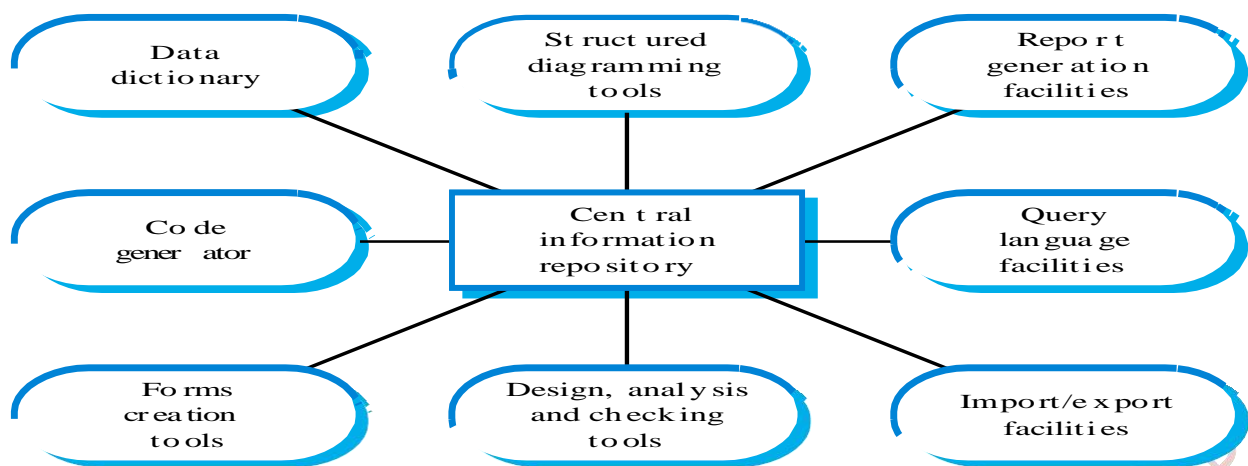 Data
dictionary
Structured
diagramming
tools
Report
generation
facilities
Code
generator
Central
information
repository
Query
language
facilities
Forms
creation
tools
Design, analysis
and checking
tools
Import/export
facilities